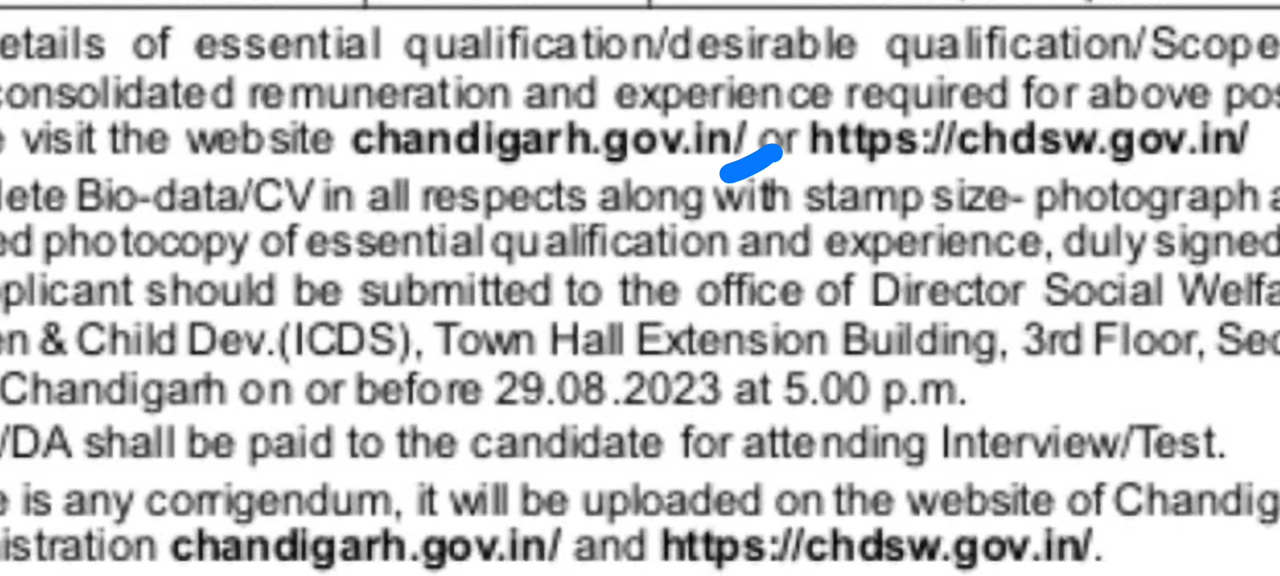 etails of essential qualification/desirable qualification/Scope
consolidated remuneration and experience required for above pos
e visit the website chandigarh.gov.in/ or https://chdsw.gov.in/
lete Bio-data/CV in all respects along with stamp size- photograph a
ed photocopy of essential qualification and experience, duly signed
plicant should be submitted to the office of Director Social Welfa
en & Child Dev.(ICDS), Town Hall Extension Building, 3rd Floor, Sec
Chandigarh on or before 29.08.2023 at 5.00 p.m.
/DA shall be paid to the candidate for attending Interview/Test.
e is any corrigendum, it will be uploaded on the website of Chandig
istration chandigarh.gov.in/ and https://chdsw.gov.in/.